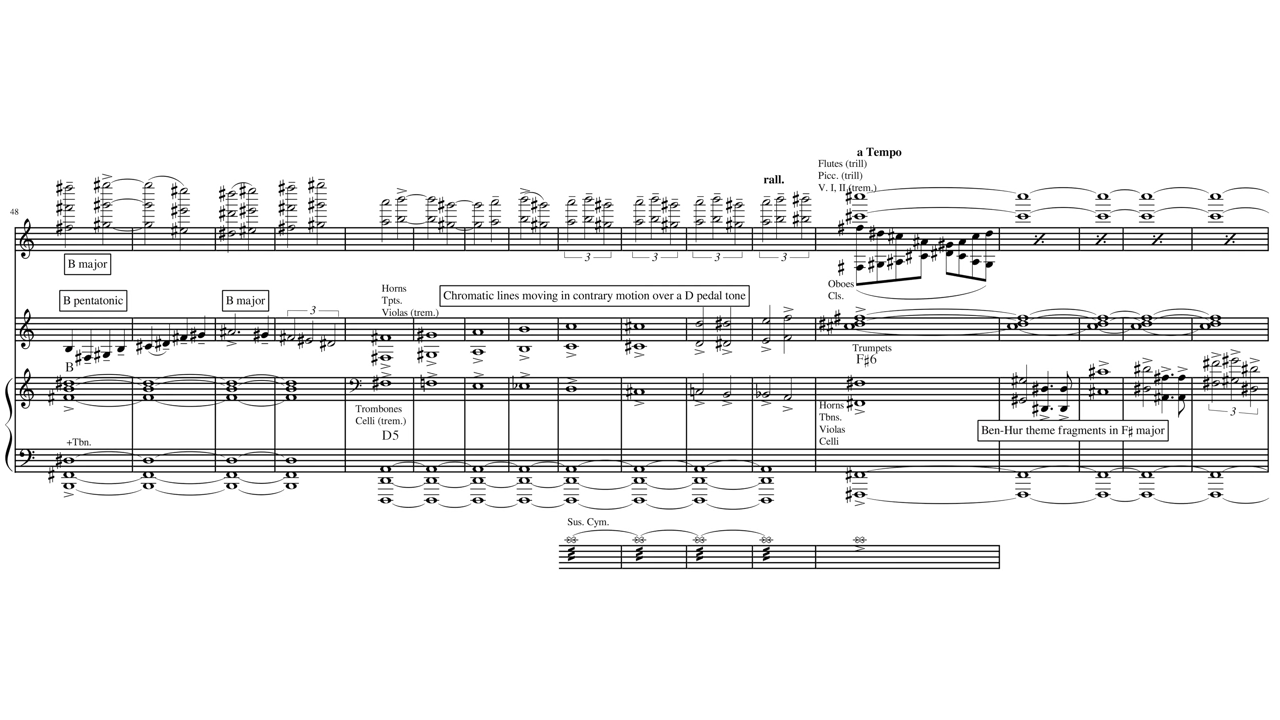 a Tempo
Flutes (trill)
Picc. (trill)
V. I, II (trem.)
rall.
48
3
3
3
3
B major
Oboes
Cls.
Horns
Tpts.
Violas (trem.)
Chromatic lines moving in contrary motion over a D pedal tone
B pentatonic
B major
3
Trumpets
F♯6
B
Trombones
Celli (trem.)
D5
Horns
Tbns.
Violas
Celli
3
Ben-Hur theme fragments in F♯ major
+Tbn.
Sus. Cym.